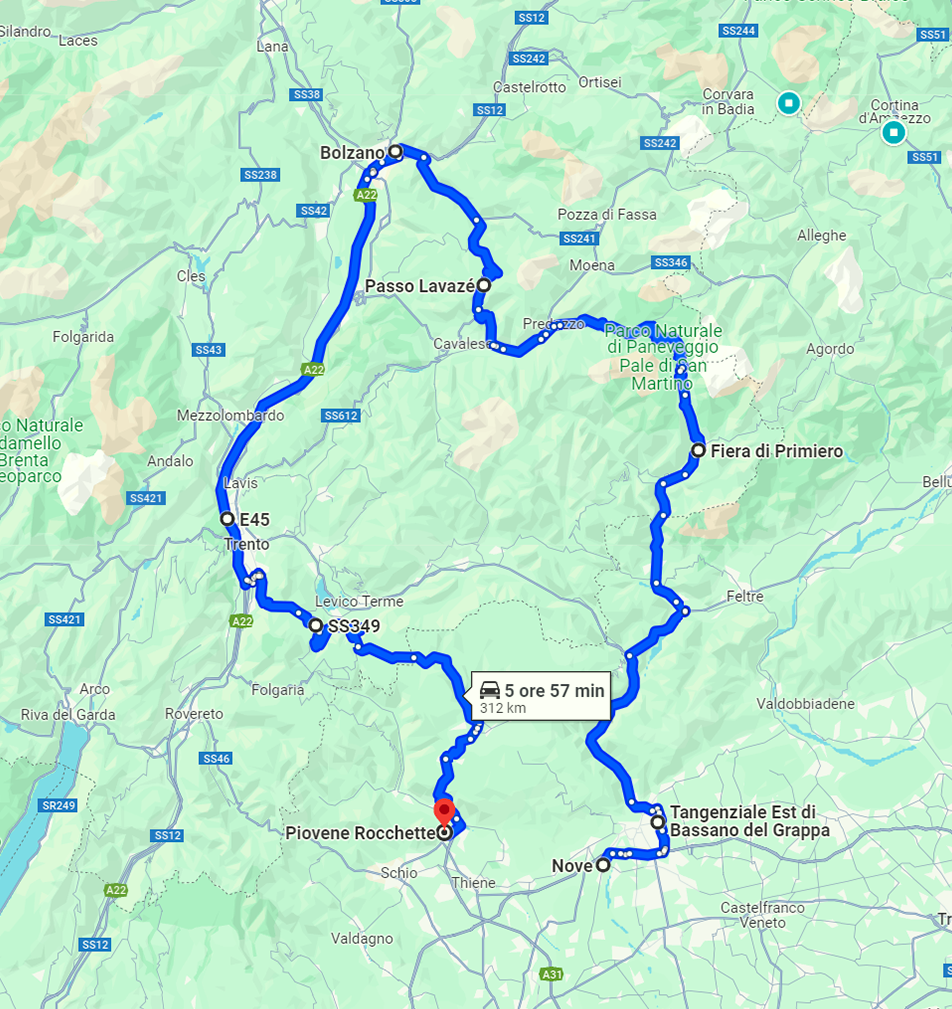 SS12
Silandro
Laces
Lana
SS244
SS51
SS242
SS38
Castelrotto
Ortisei
SS12
Corvara
in Badia
Cortina
d'Ampezzo
Bolzano
SS242
SS51
SS238
A22
SS42
Pozza di Fassa
SS241
Alleghe
Cles
Moena
SS346
Passo Lavazé
Folgarida
SS43
Cavalese
Predazzo
Parco Naturale
di Paneveggio
Pale di San
Martino
Agordo
A22
Mezzolombardo
SS612
co Naturale
damello
Brenta
eoparco
Andalo
Fiera di Primiero
Lavis
SS421
Bellu
E45
Trento
SS421
A22
Levico Terme
SS349
Feltre
Folgaria
Arco
Riva del Garda
Rovereto
5 ore 57 min
312 km
Valdobbiadene
SS46
SR249
SS12
Piovene Rocchette
Tangenziale Est di
Bassano del Grappa
Nove
Schio
Thiene
A22
Castelfranco
Veneto
Tr
Valdagno
SS12
A31